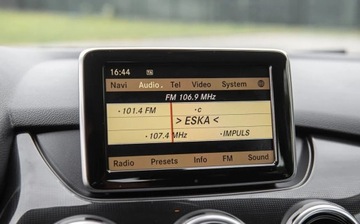 16:44
Navi Audio Tel Video System
FM 106.9 MHz
101.4 FM c
> ESKA <
107.4 MHz IMPULS
Radio Presets Info FM Sound